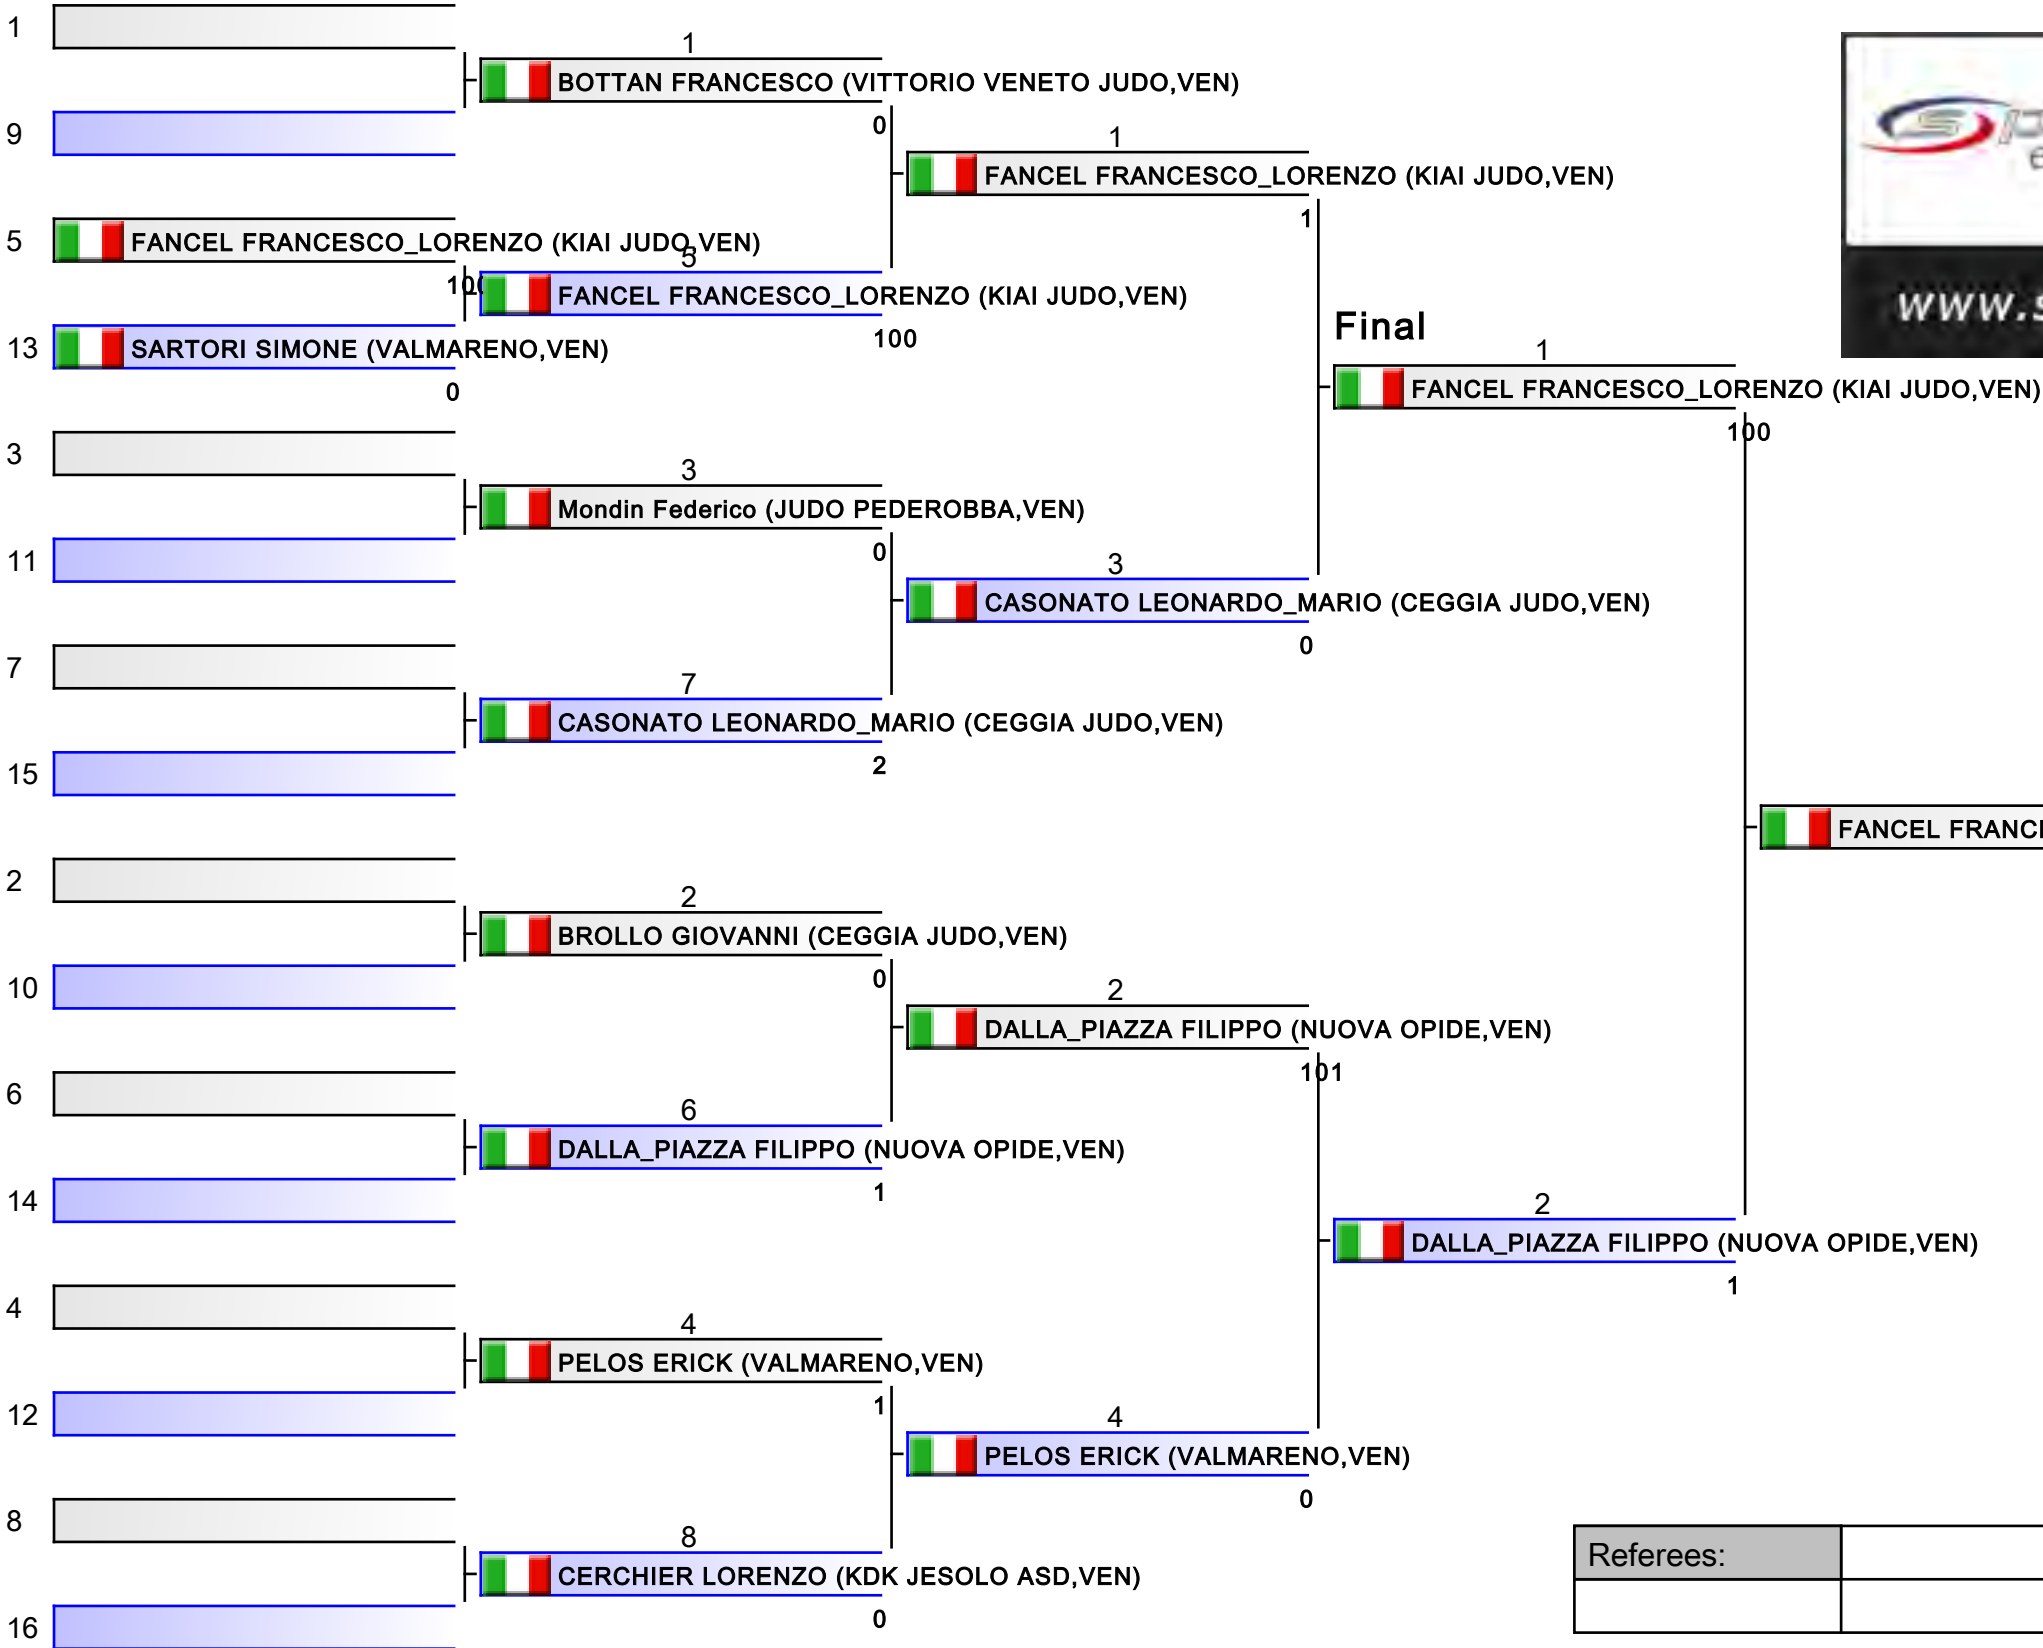 1
1
BOTTAN FRANCESCO (VITTORIO VENETO JUDO,VEN)
0
9
1
FANCEL FRANCESCO_LORENZO (KIAI JUDO,VEN)
1
5
FANCEL FRANCESCO_LORENZO (KIAI JUDO,VEN)
100
5
FANCEL FRANCESCO_LORENZO (KIAI JUDO,VEN)
100
13
SARTORI SIMONE (VALMARENO,VEN)
0
www.s
Final
1
FANCEL FRANCESCO_LORENZO (KIAI JUDO,VEN)
100
3
3
Mondin Federico (JUDO PEDEROBBA,VEN)
0
11
3
CASONATO LEONARDO_MARIO (CEGGIA JUDO,VEN)
0
7
7
CASONATO LEONARDO_MARIO (CEGGIA JUDO,VEN)
2
15
FANCEL FRANC
2
2
BROLLO GIOVANNI (CEGGIA JUDO,VEN)
0
10
2
DALLA_PIAZZA FILIPPO (NUOVA OPIDE,VEN)
101
6
6
DALLA_PIAZZA FILIPPO (NUOVA OPIDE,VEN)
1
14
2
DALLA_PIAZZA FILIPPO (NUOVA OPIDE,VEN)
1
4
4
PELOS ERICK (VALMARENO,VEN)
1
12
4
PELOS ERICK (VALMARENO,VEN)
0
8
8
CERCHIER LORENZO (KDK JESOLO ASD,VEN)
0
16
Referees: